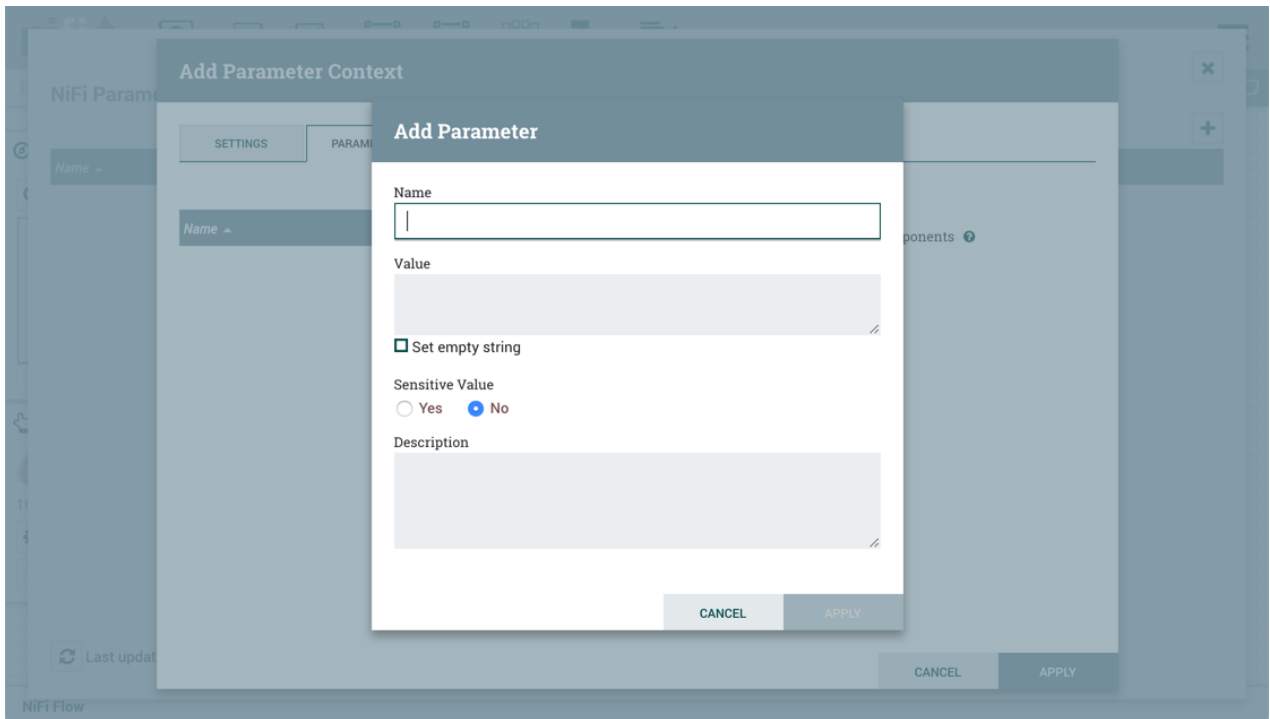 Add Parameter Context
NiFi Parame
Add Parameter
SETTINGS
PARAM
Name
Name
Name
ponents
Value
Set empty string
Sensitive Value
Yes No
Description
CANCEL APPLY
Last updat
CANCEL APPLY
NiFi Flow